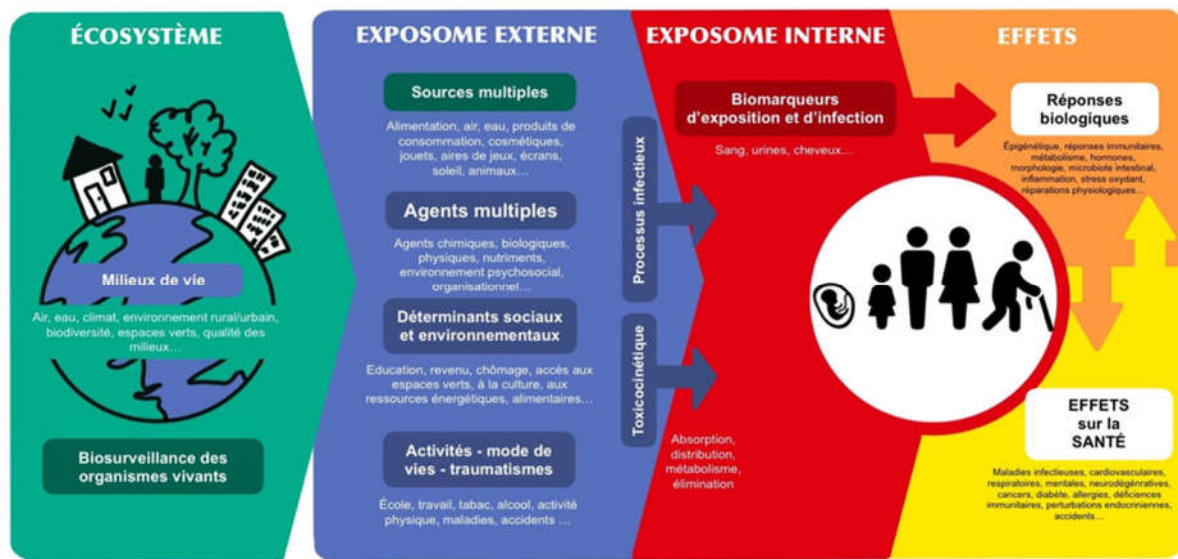 ÉCOSYSTÈME
Milieux de vie
Air, eau, climat, environnement rural/urbain,
biodiversité, espaces verts, qualité des
milieux…
Biosurveillance des
organismes vivants
EXPOSOME EXTERNE
Sources multiples
Alimentation, air, eau, produits de
consommation, cosmétiques,
jouets, aires de jeux, écrans,
soleil, animaux…
Agents multiples
Agents chimiques, biologiques,
physiques, nutriments,
environnement psychosocial,
organisationnel…
Déterminants sociaux
et environnementaux
Education, revenu, chômage, accès aux
espaces verts, à la culture, aux
ressources énergétiques, alimentaires…
Activités - mode de
vies - traumatismes
École, travail, tabac, alcool, activité
physique, maladies, accidents …
Processus infectieux
Toxicocinétique
EXPOSOME INTERNE
Biomarqueurs
d’exposition et d’infection
Sang, urines, cheveux…
Absorption,
distribution,
métabolisme,
élimination
EFFETS
Réponses
biologiques
Épigénétique, réponses immunitaires,
métabolisme, hormones,
morphologie, microbiote intestinal,
inflammation, stress oxydant,
réparations physiologiques…
EFFETS
sur la
SANTÉ
Maladies infectieuses, cardiovasculaires,
respiratoires, mentales, neurodégénratives,
cancers, diabète, allergies, déficiences
immunitaires, perturbations endocriniennes,
accidents…